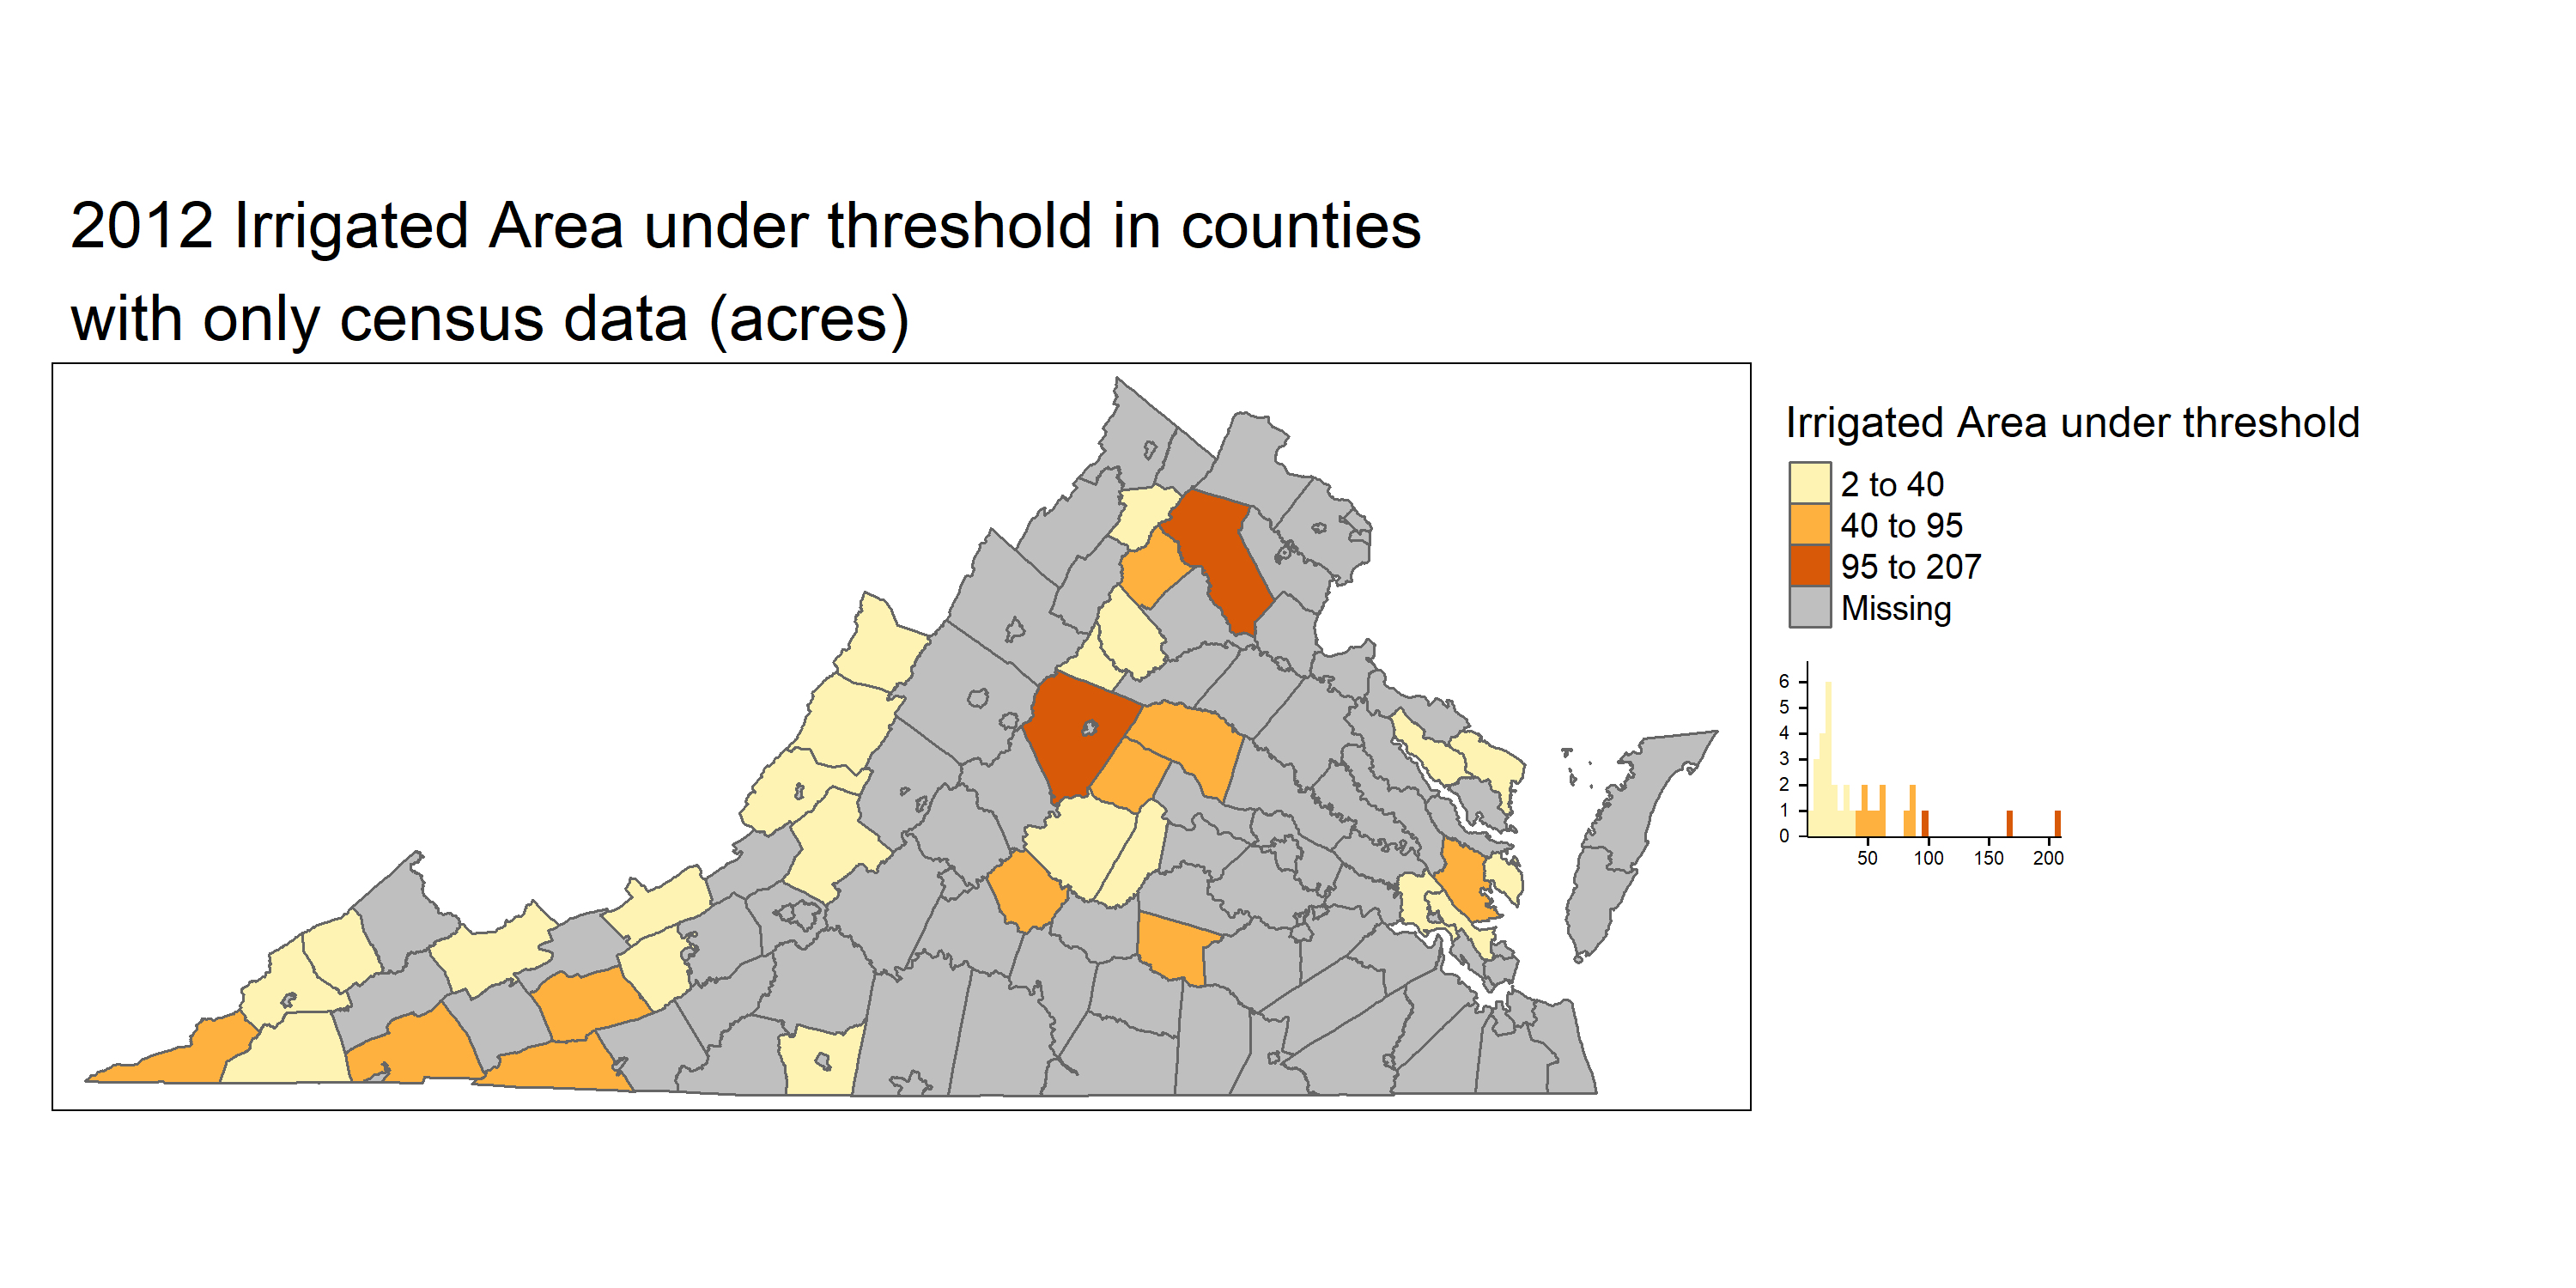 2012 Irrigated Area under threshold in counties
with only census data (acres)
Irrigated Area under threshold
2 to 40
40 to 95
95 to 207
Missing
6
5
4
3
2
1
0
50 100 150 200